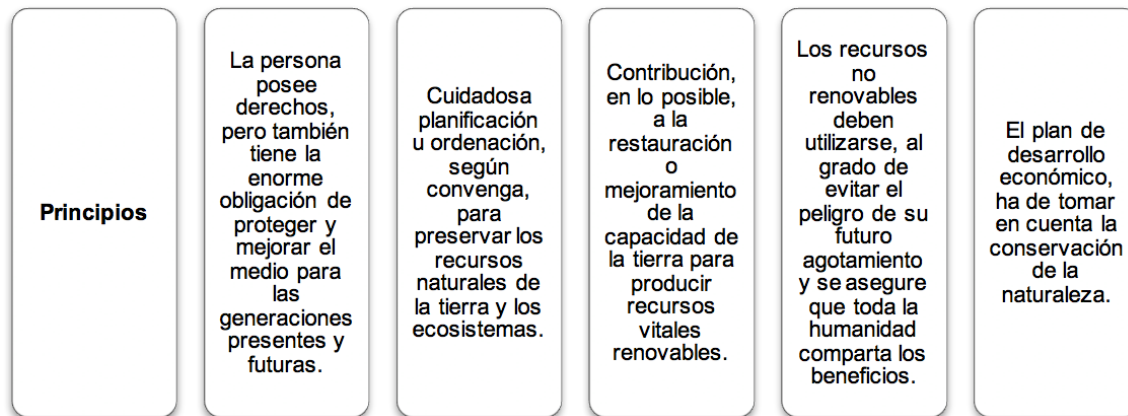 Principios
La persona
posee
derechos,
pero también
tiene la
enorme
obligación de
proteger y
mejorar el
medio para
las
generaciones
presentes y
futuras.
Cuidadosa
planificación
u ordenación,
según
convenga,
para
preservar los
recursos
naturales de
la tierra y los
ecosistemas.
Contribución,
en lo posible,
a la
restauración
o
mejoramiento
de la
capacidad de
la tierra para
producir
recursos
vitales
renovables.
Los recursos
no
renovables
deben
utilizarse, al
grado de
evitar el
peligro de su
futuro
agotamiento
y se asegure
que toda la
humanidad
comparta los
beneficios.
El plan de
desarrollo
económico,
ha de tomar
en cuenta la
conservación
de la
naturaleza.